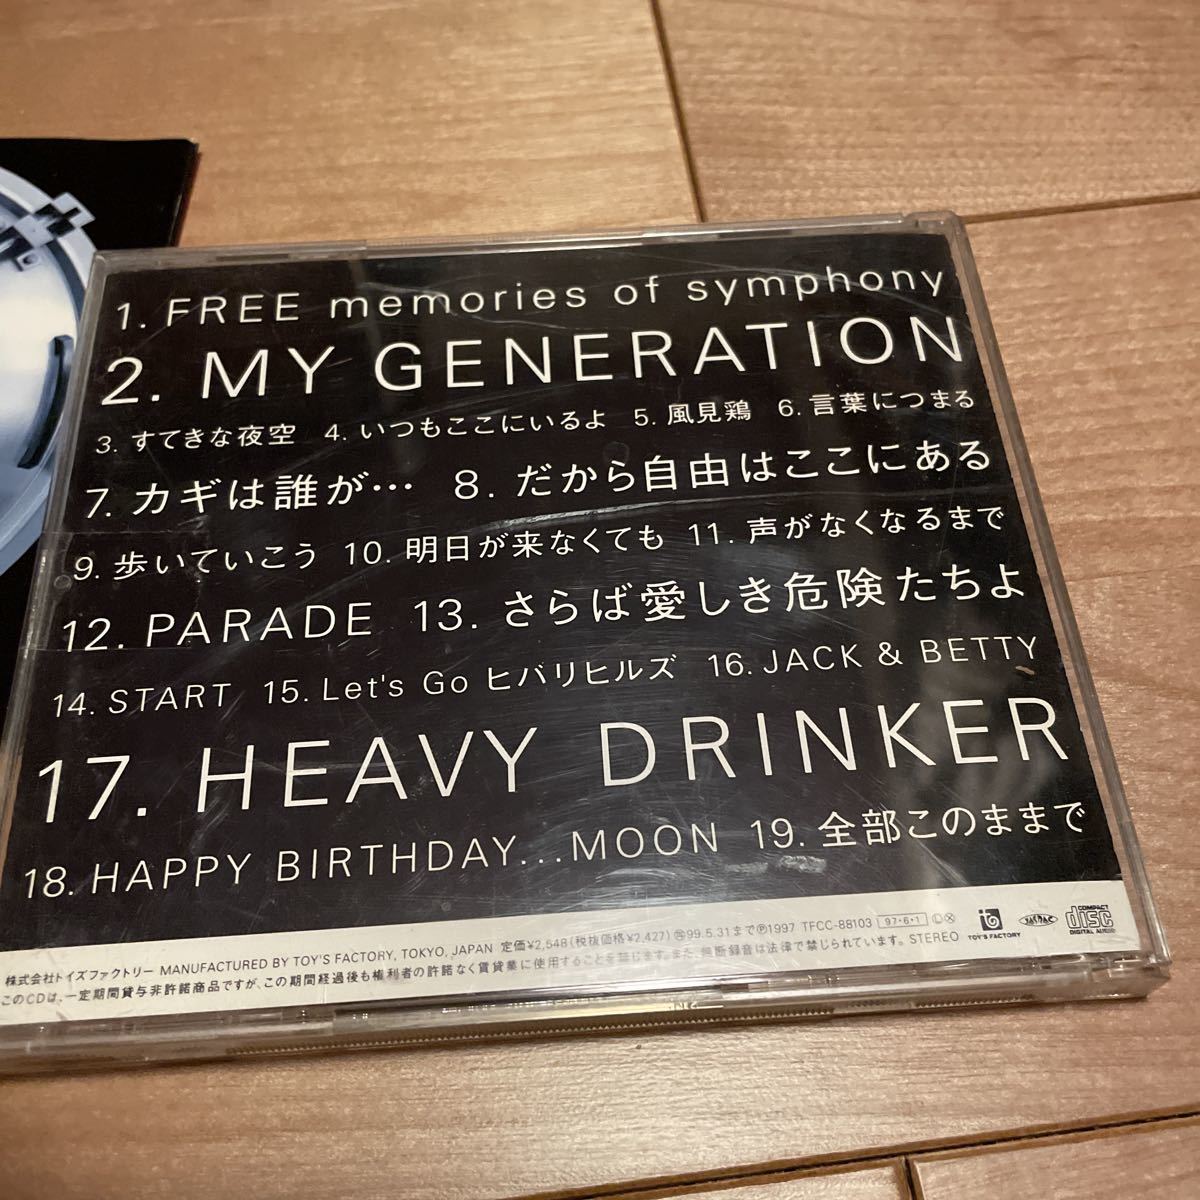 1. FREE memories of symphony
2. MY GENERATION
3. すてきな夜空 4. いつもここにいるよ 5. 風見鶏 6. 言葉につまる
7. カギは誰が… 8. だから自由はここにある
9. 歩いていこう 10. 明日が来なくても 11. 声がなくなるまで
12. PARADE 13. さらば愛しき危険たちよ
14. START 15. Let's Go ヒバリヒルズ 16. JACK & BETTY
17. HEAVY DRINKER
18. HAPPY BIRTHDAY...MOON 19. 全部このままで
株式会社トイズファクトリー MANUFACTURED BY TOY'S FACTORY, TOKYO, JAPAN 定価¥2,548(税抜価格¥2,427) 99.5.31までⓅ1997 TFCC-88103 97・6・1 Ⓛ
このCDは、一定期間貸与非許諾商品ですが、この期間経過後も権利者の許諾なく賃貸業に使用することを禁じます。また、無断録音は法律で禁じられています。STEREO
TOY'S FACTORY
COMPACT
disc
DIGITAL AUDIO